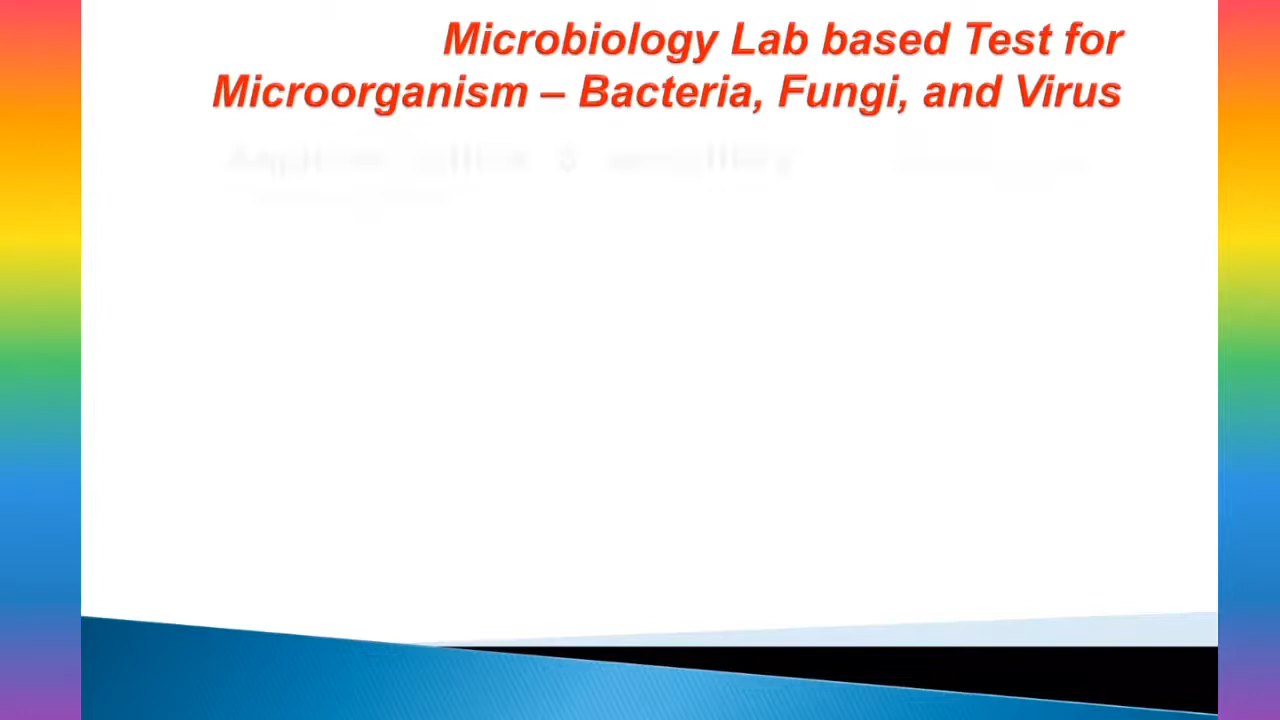 Microbiology Lab based Test for
Microorganism – Bacteria, Fungi, and Virus